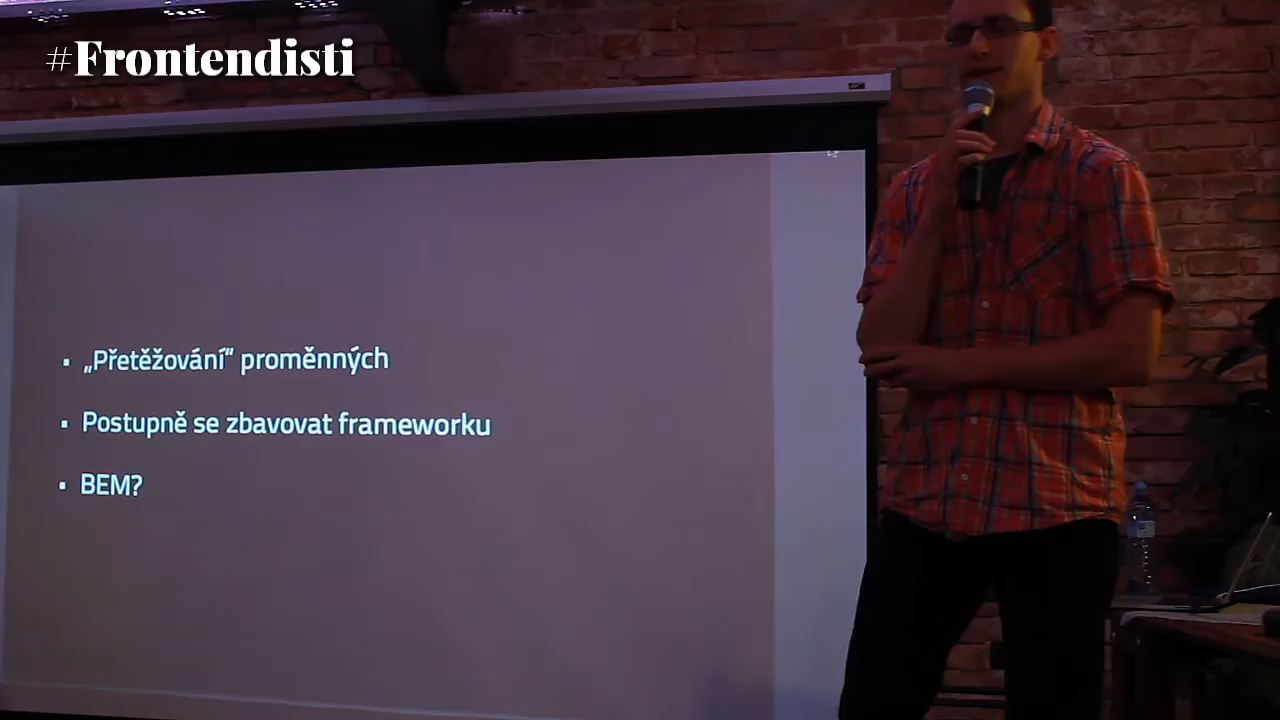 #Frontendisti
▪ „Přetěžování“ proměnných
▪ Postupně se zbavovat frameworku
▪ BEM?